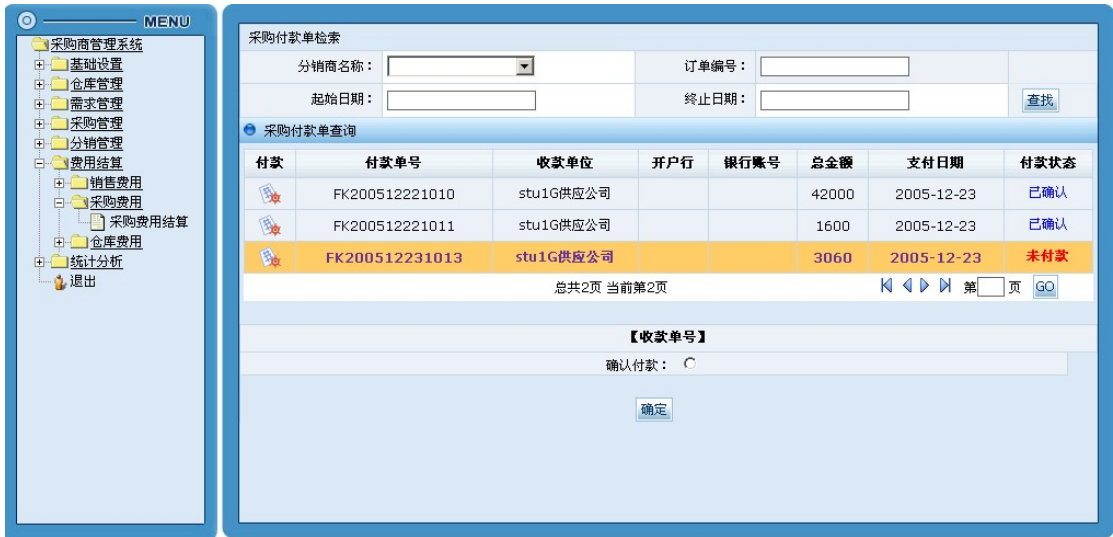 MENU
采购商管理系统
基础设置
仓库管理
需求管理
采购管理
分销管理
费用结算
销售费用
采购费用
采购费用结算
仓库费用
统计分析
退出
采购付款单检索
分销商名称： 订单编号：
起始日期： 终止日期： 查找
采购付款单查询
付款 付款单号 收款单位 开户行 银行账号 总金额 支付日期 付款状态
FK200512221010 stu1G供应公司 42000 2005-12-23 已确认
FK200512221011 stu1G供应公司 1600 2005-12-23 已确认
FK200512231013 stu1G供应公司 3060 2005-12-23 未付款
总共2页 当前第2页 第 页 GO
【收款单号】
确认付款：
确定